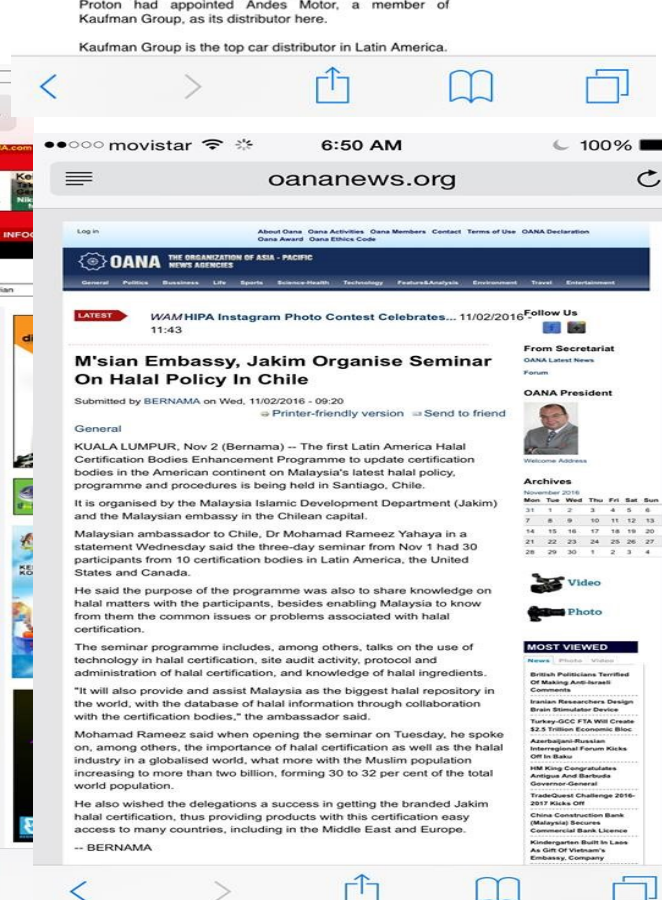 Proton had appointed Andes Motor, a member of
Kaufman Group, as its distributor here.
Kaufman Group is the top car distributor in Latin America.
movistar 6:50 AM 100%
oananews.org
Log in
About Oana Oana Activities Oana Members Contact Terms of Use OANA Declaration
Oana Award Oana Ethics Code
OANA THE ORGANIZATION OF ASIA - PACIFIC
NEWS AGENCIES
General Politics Bussiness Life Sports Science-Health Technology Feature&Analysis Environment Travel Entertainment
LATEST
WAM HIPA Instagram Photo Contest Celebrates... 11/02/2016 -
11:43
M'sian Embassy, Jakim Organise Seminar
On Halal Policy In Chile
Submitted by BERNAMA on Wed, 11/02/2016 - 09:20
Printer-friendly version Send to friend
General
KUALA LUMPUR, Nov 2 (Bernama) -- The first Latin America Halal
Certification Bodies Enhancement Programme to update certification
bodies in the American continent on Malaysia's latest halal policy,
programme and procedures is being held in Santiago, Chile.
It is organised by the Malaysia Islamic Development Department (Jakim)
and the Malaysian embassy in the Chilean capital.
Malaysian ambassador to Chile, Dr Mohamad Rameez Yahaya in a
statement Wednesday said the three-day seminar from Nov 1 had 30
participants from 10 certification bodies in Latin America, the United
States and Canada.
He said the purpose of the programme was also to share knowledge on
halal matters with the participants, besides enabling Malaysia to know
from them the common issues or problems associated with halal
certification.
The seminar programme includes, among others, talks on the use of
technology in halal certification, site audit activity, protocol and
administration of halal certification, and knowledge of halal ingredients.
"It will also provide and assist Malaysia as the biggest halal repository in
the world, with the database of halal information through collaboration
with the certification bodies," the ambassador said.
Mohamad Rameez said when opening the seminar on Tuesday, he spoke
on, among others, the importance of halal certification as well as the halal
industry in a globalised world, what more with the Muslim population
increasing to more than two billion, forming 30 to 32 per cent of the total
world population.
He also wished the delegations a success in getting the branded Jakim
halal certification, thus providing products with this certification easy
access to many countries, including in the Middle East and Europe.
-- BERNAMA
Follow Us
From Secretariat
OANA Latest News
Forum
OANA President
Welcome Address
Archives
November 2016
Mon Tue Wed Thu Fri Sat Sun
31 1 2 3 4 5 6
7 8 9 10 11 12 13
14 15 16 17 18 19 20
21 22 23 24 25 26 27
28 29 30 1 2 3 4
Video
Photo
MOST VIEWED
News Photo Video
British Politicians Terrified
Of Making Anti-Israeli
Comments
Iranian Researchers Design
Brain Stimulator Device
Turkey-GCC FTA Will Create
$2.5 Trillion Economic Bloc
Azerbaijani-Russian
Interregional Forum Kicks
Off In Baku
HM King Congratulates
Antigua And Barbuda
Governor-General
TradeQuest Challenge 2016-
2017 Kicks Off
China Construction Bank
(Malaysia) Secures
Commercial Bank Licence
Kindergarten Built In Laos
As Gift Of Vietnam's
Embassy, Company